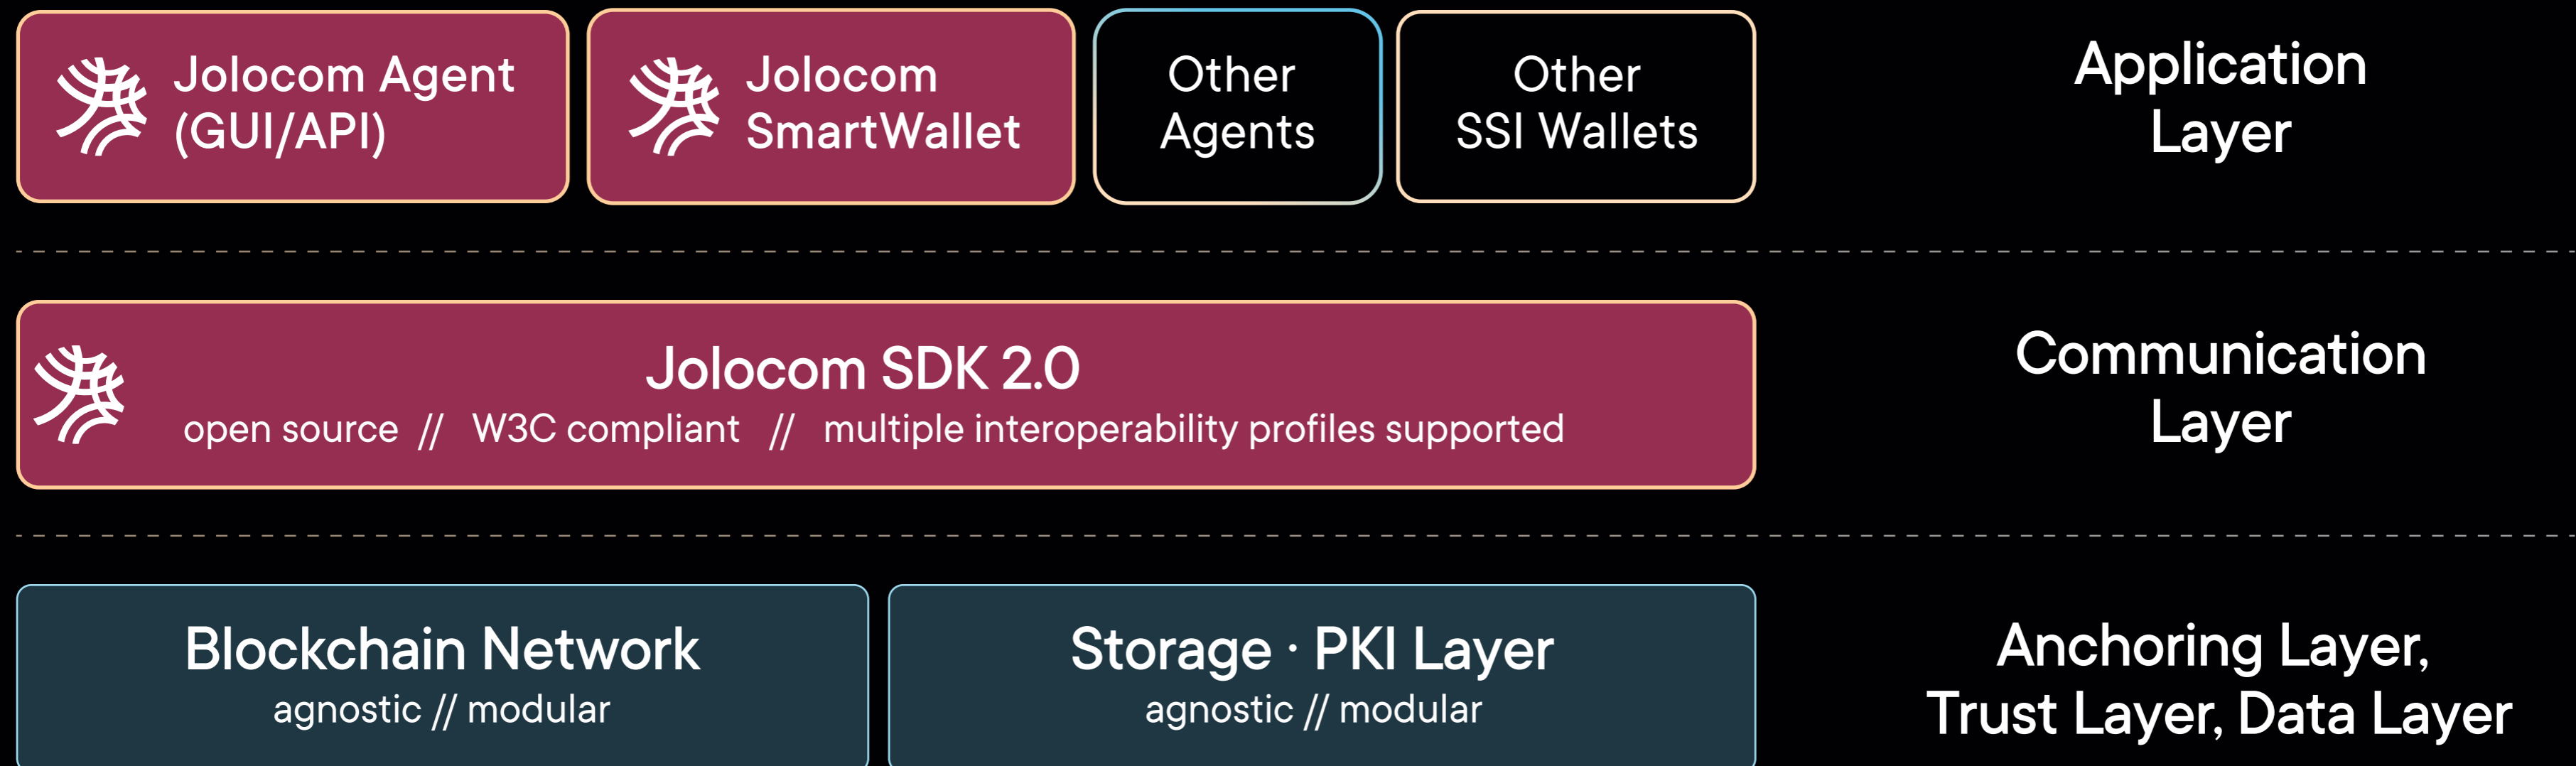 Jolocom Agent
(GUI/API)
Jolocom
SmartWallet
Other
Agents
Other
SSI Wallets
Application
Layer
Jolocom SDK 2.0
open source // W3C compliant // multiple interoperability profiles supported
Communication
Layer
Blockchain Network
agnostic // modular
Storage · PKI Layer
agnostic // modular
Anchoring Layer,
Trust Layer, Data Layer